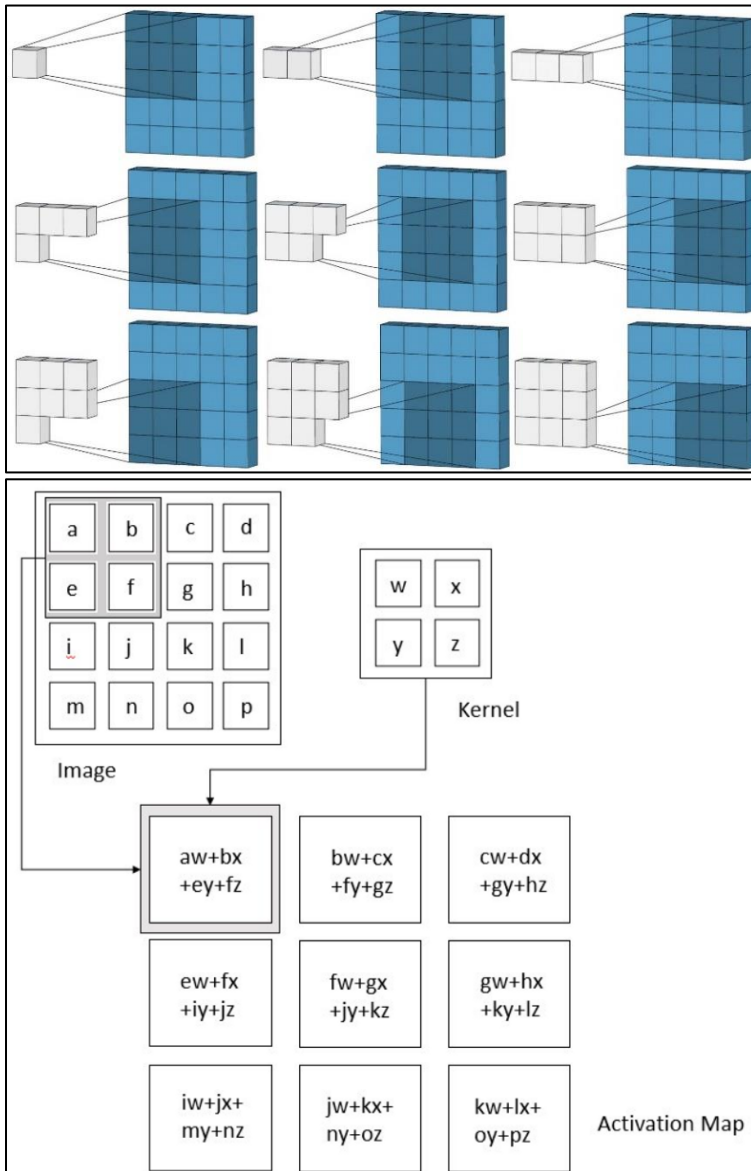 a b c d
w x
e f g h
y z
i j k l
m n o p
Kernel
Image
aw+bx bw+cx cw+dx
+ey+fz +fy+gz +gy+hz
ew+fx fw+gx gw+hx
+iy+jz +jy+kz +ky+lz
iw+jx+ jw+kx+ kw+lx+
my+nz ny+oz oy+pz
Activation Map